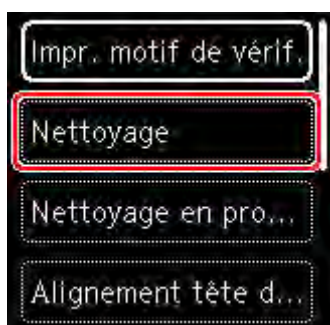 Impr. motif de vérif.
Nettoyage
Nettoyage en pro...
Alignement tête d...